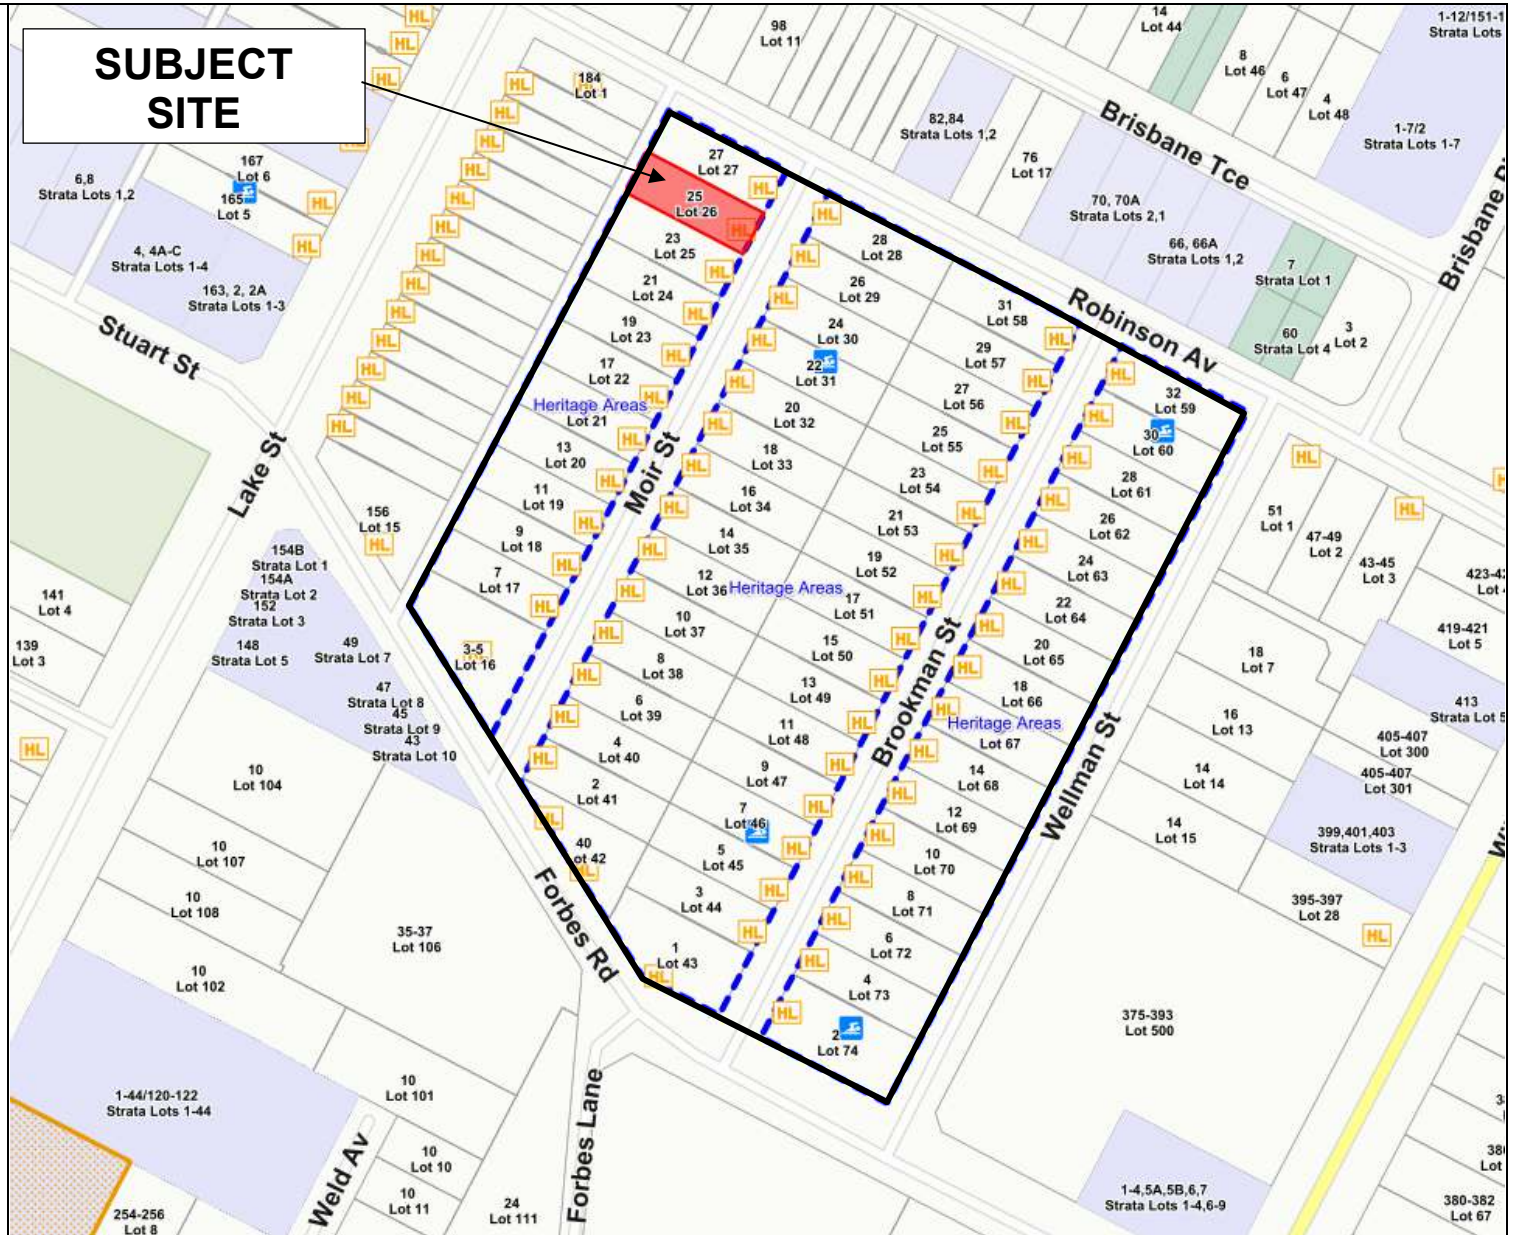 SUBJECT
SITE
98
Lot 11
14
Lot 44
1-12/151-1
Strata Lots
8
Lot 46
6
Lot 47
4
Lot 48
1-7/2
Strata Lots 1-7
184
Lot 1
82,84
Strata Lots 1,2
76
Lot 17
Brisbane Tce
70, 70A
Strata Lots 2,1
66, 66A
Strata Lots 1,2
7
Strata Lot 1
60
Strata Lot 4
3
Lot 2
Robinson Av
167
Lot 6
165
Lot 5
6,8
Strata Lots 1,2
4, 4A-C
Strata Lots 1-4
163, 2, 2A
Strata Lots 1-3
Stuart St
Lake St
27
Lot 27
25
Lot 26
23
Lot 25
21
Lot 24
19
Lot 23
17
Lot 22
Heritage Areas
Lot 21
13
Lot 20
11
Lot 19
9
Lot 18
7
Lot 17
3-5
Lot 16
Moir St
28
Lot 28
26
Lot 29
24
Lot 30
22
Lot 31
20
Lot 32
18
Lot 33
16
Lot 34
14
Lot 35
12
Lot 36
Heritage Areas
10
Lot 37
8
Lot 38
6
Lot 39
4
Lot 40
2
Lot 41
40
ot 42
31
Lot 58
29
Lot 57
27
Lot 56
25
Lot 55
23
Lot 54
21
Lot 53
19
Lot 52
17
Lot 51
15
Lot 50
13
Lot 49
11
Lot 48
9
Lot 47
7
Lot 46
5
Lot 45
3
Lot 44
1
Lot 43
Brookman St
32
Lot 59
30
Lot 60
28
Lot 61
26
Lot 62
24
Lot 63
22
Lot 64
20
Lot 65
18
Lot 66
Heritage Areas
Lot 67
14
Lot 68
12
Lot 69
10
Lot 70
8
Lot 71
6
Lot 72
4
Lot 73
2
Lot 74
Wellman St
51
Lot 1
47-49
Lot 2
43-45
Lot 3
419-421
Lot 5
18
Lot 7
413
16
Lot 13
405-407
Lot 300
405-407
Lot 301
14
Lot 14
14
Lot 15
399,401,403
Strata Lots 1-3
395-397
Lot 28
375-393
Lot 500
1-4,5A,5B,6,7
Strata Lots 1-4,6-9
380-382
Lot 67
156
Lot 15
154B
Strata Lot 1
154A
Strata Lot 2
152
Strata Lot 3
148
Strata Lot 5
49
Strata Lot 7
47
Strata Lot 8
45
Strata Lot 9
43
Strata Lot 10
141
Lot 4
139
Lot 3
10
Lot 104
10
Lot 107
10
Lot 108
35-37
Lot 106
10
Lot 102
Forbes Rd
10
Lot 101
1-44/120-122
Strata Lots 1-44
10
Lot 10
10
Lot 11
24
Lot 111
254-256
Lot 8
Weld Av
Forbes Lane
HL